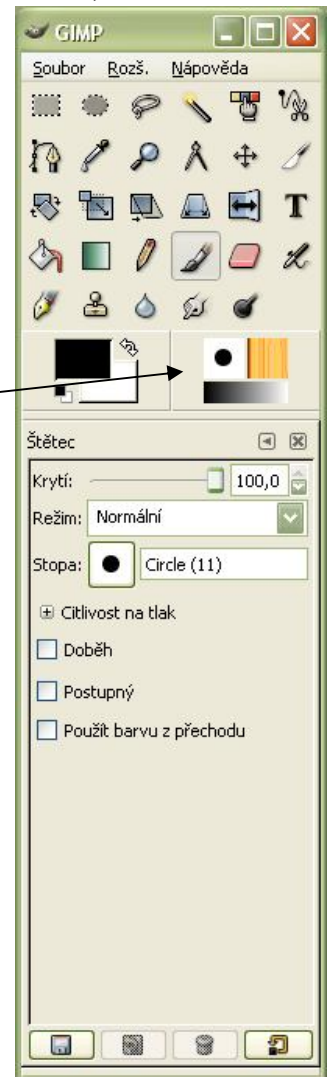 GIMP
Soubor Rozš. Nápověda
T
Štětec
Krytí: 100,0
Režim: Normální
Stopa: Circle (11)
Citlivost na tlak
Doběh
Postupný
Použít barvu z přechodu